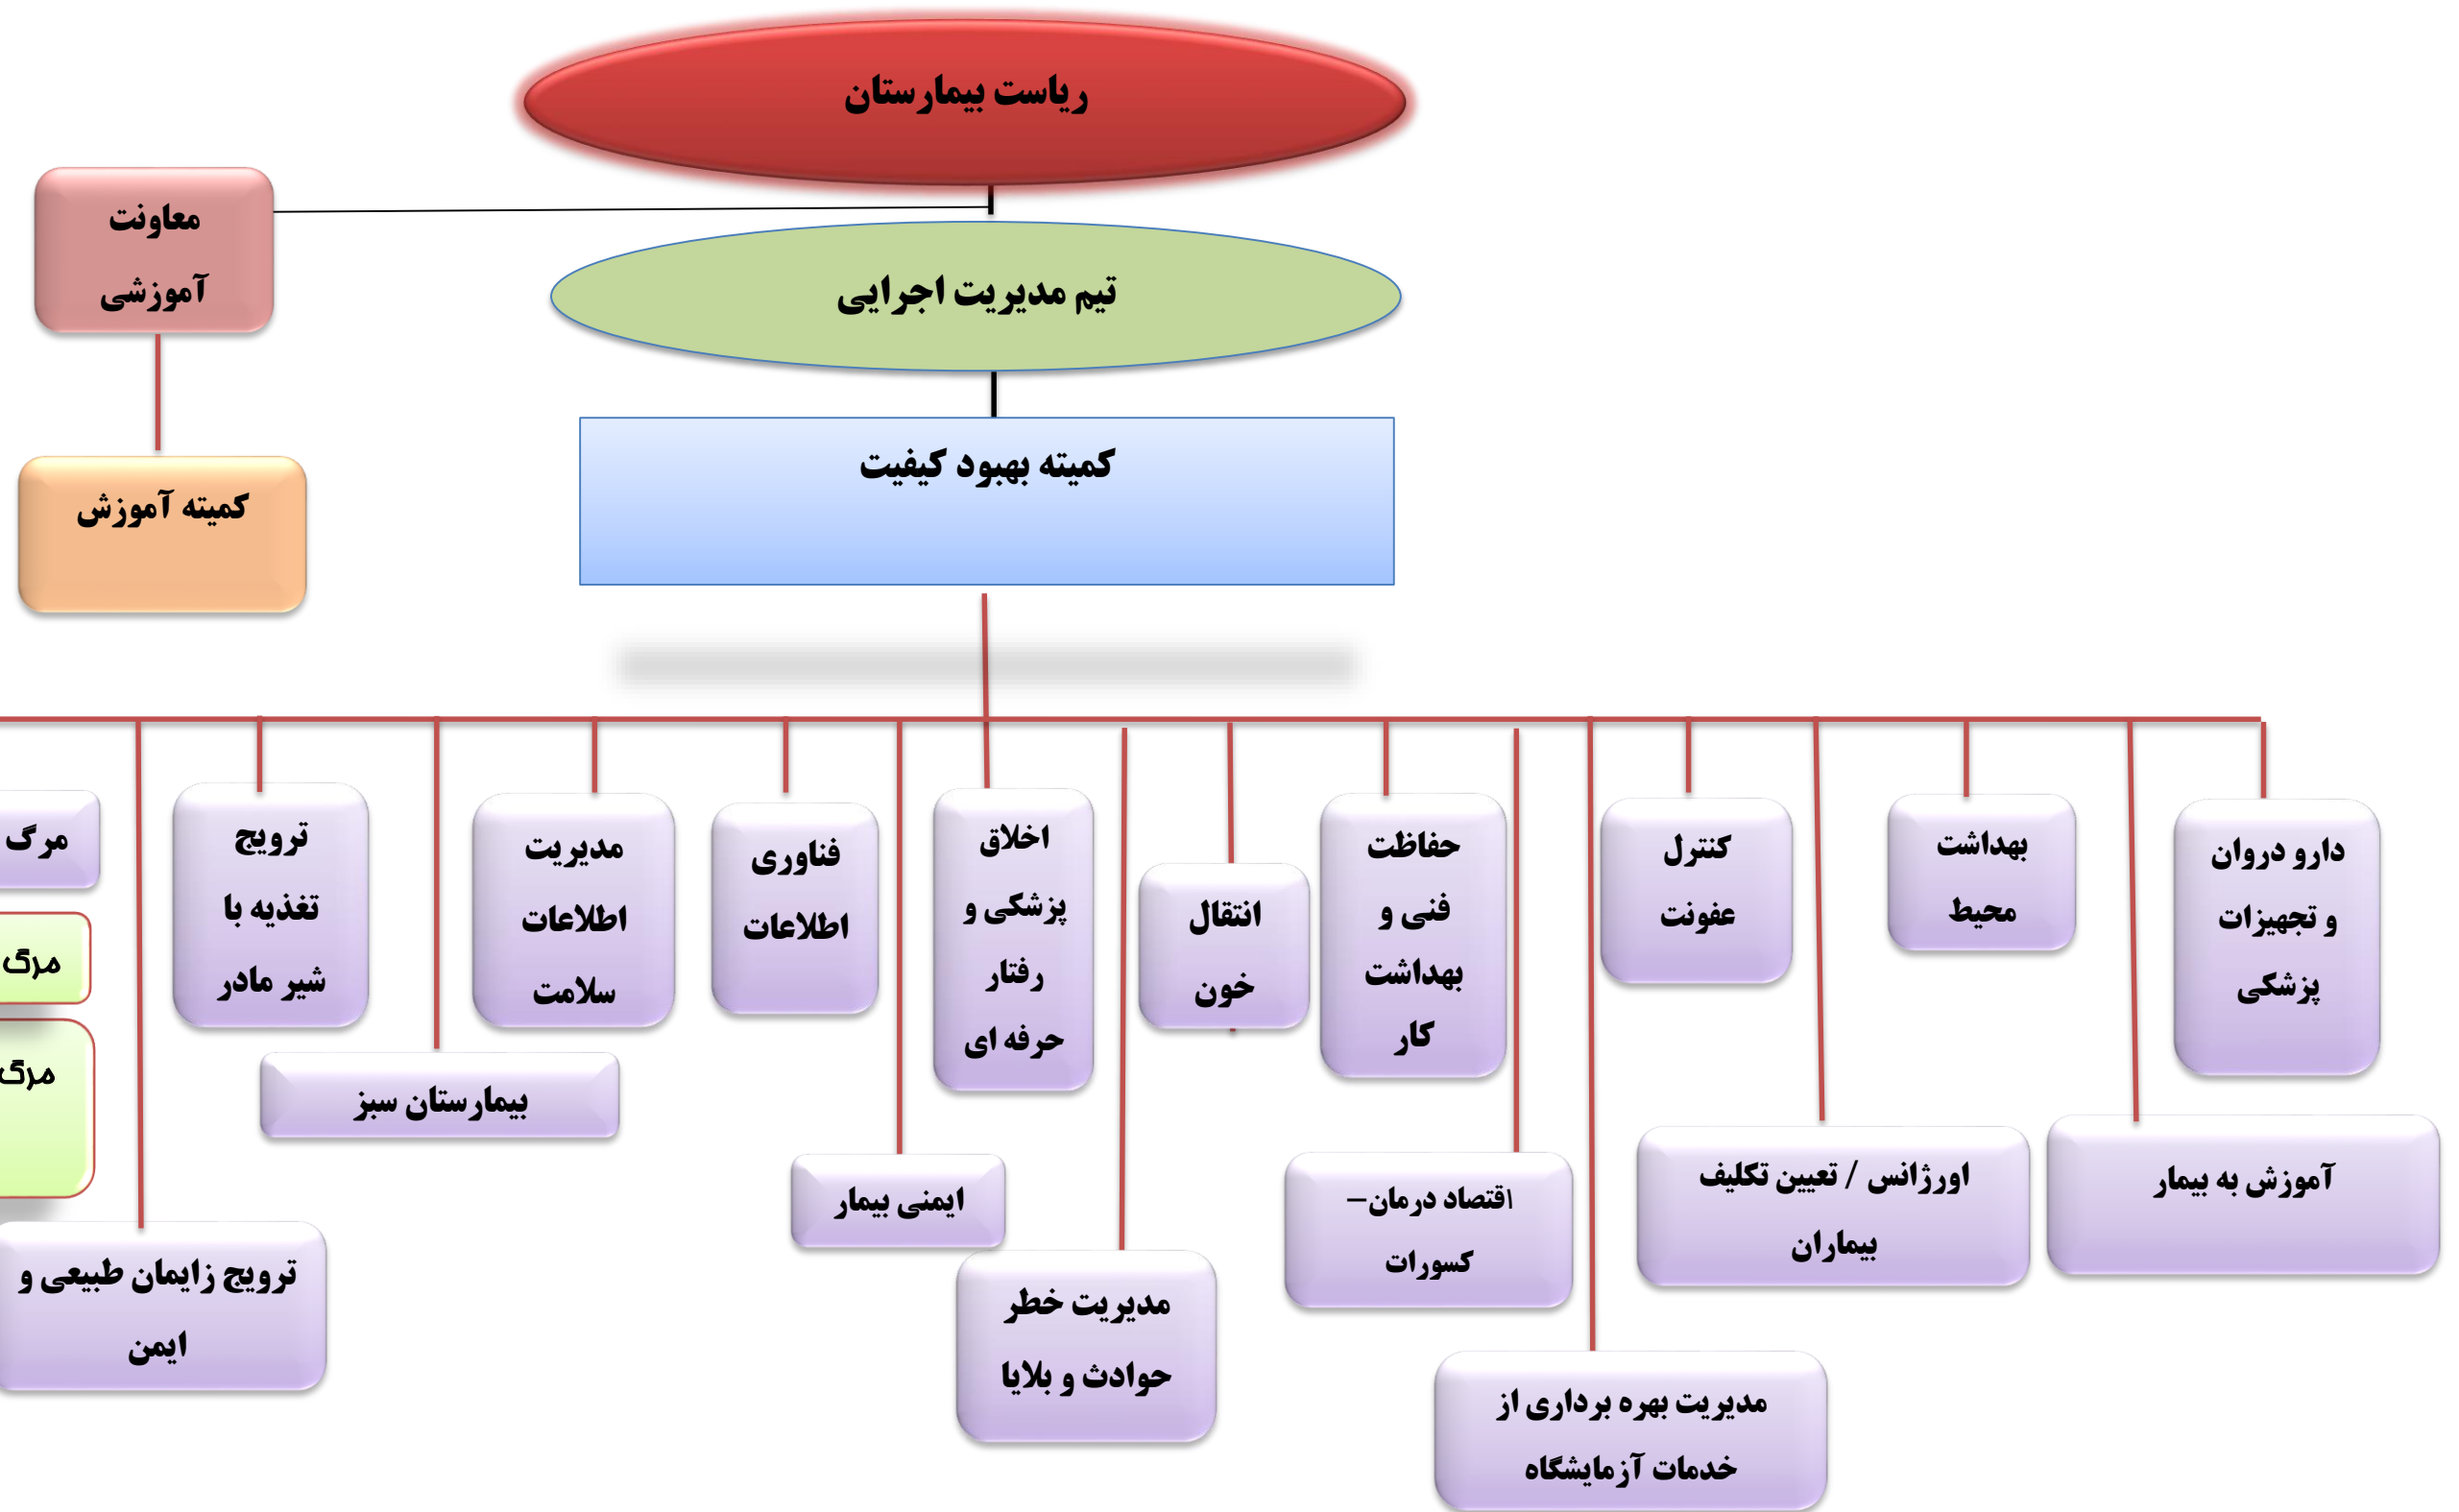 ریاست بیمارستان
معاونت
آموزشی
تیم مدیریت اجرایی
کمیته بهبود کیفیت
کمیته آموزش
دارو درمان
و تجهیزات
پزشکی
بهداشت
محیط
کنترل
عفونت
حفاظت
فنی و
بهداشت
کار
انتقال
خون
اخلاق
پزشکی و
رفتار
حرفه ای
فناوری
اطلاعات
مدیریت
اطلاعات
سلامت
ترویج
تغذیه با
شیر مادر
مرگ
مرگ
مرگ
آموزش به بیمار
اورژانس / تعیین تکلیف
بیماران
اقتصاد درمان–
کسورات
ایمنی بیمار
بیمارستان سبز
مدیریت بهره برداری از
خدمات آزمایشگاه
مدیریت خطر
حوادث و بلایا
ترویج زایمان طبیعی و
ایمن